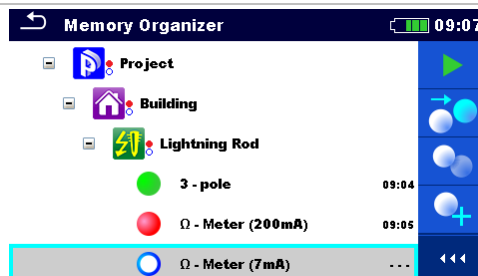 Memory Organizer 09:07
Project
Building
Lightning Rod
3 - pole 09:04
Ω - Meter (200mA) 09:05
Ω - Meter (7mA) - - -